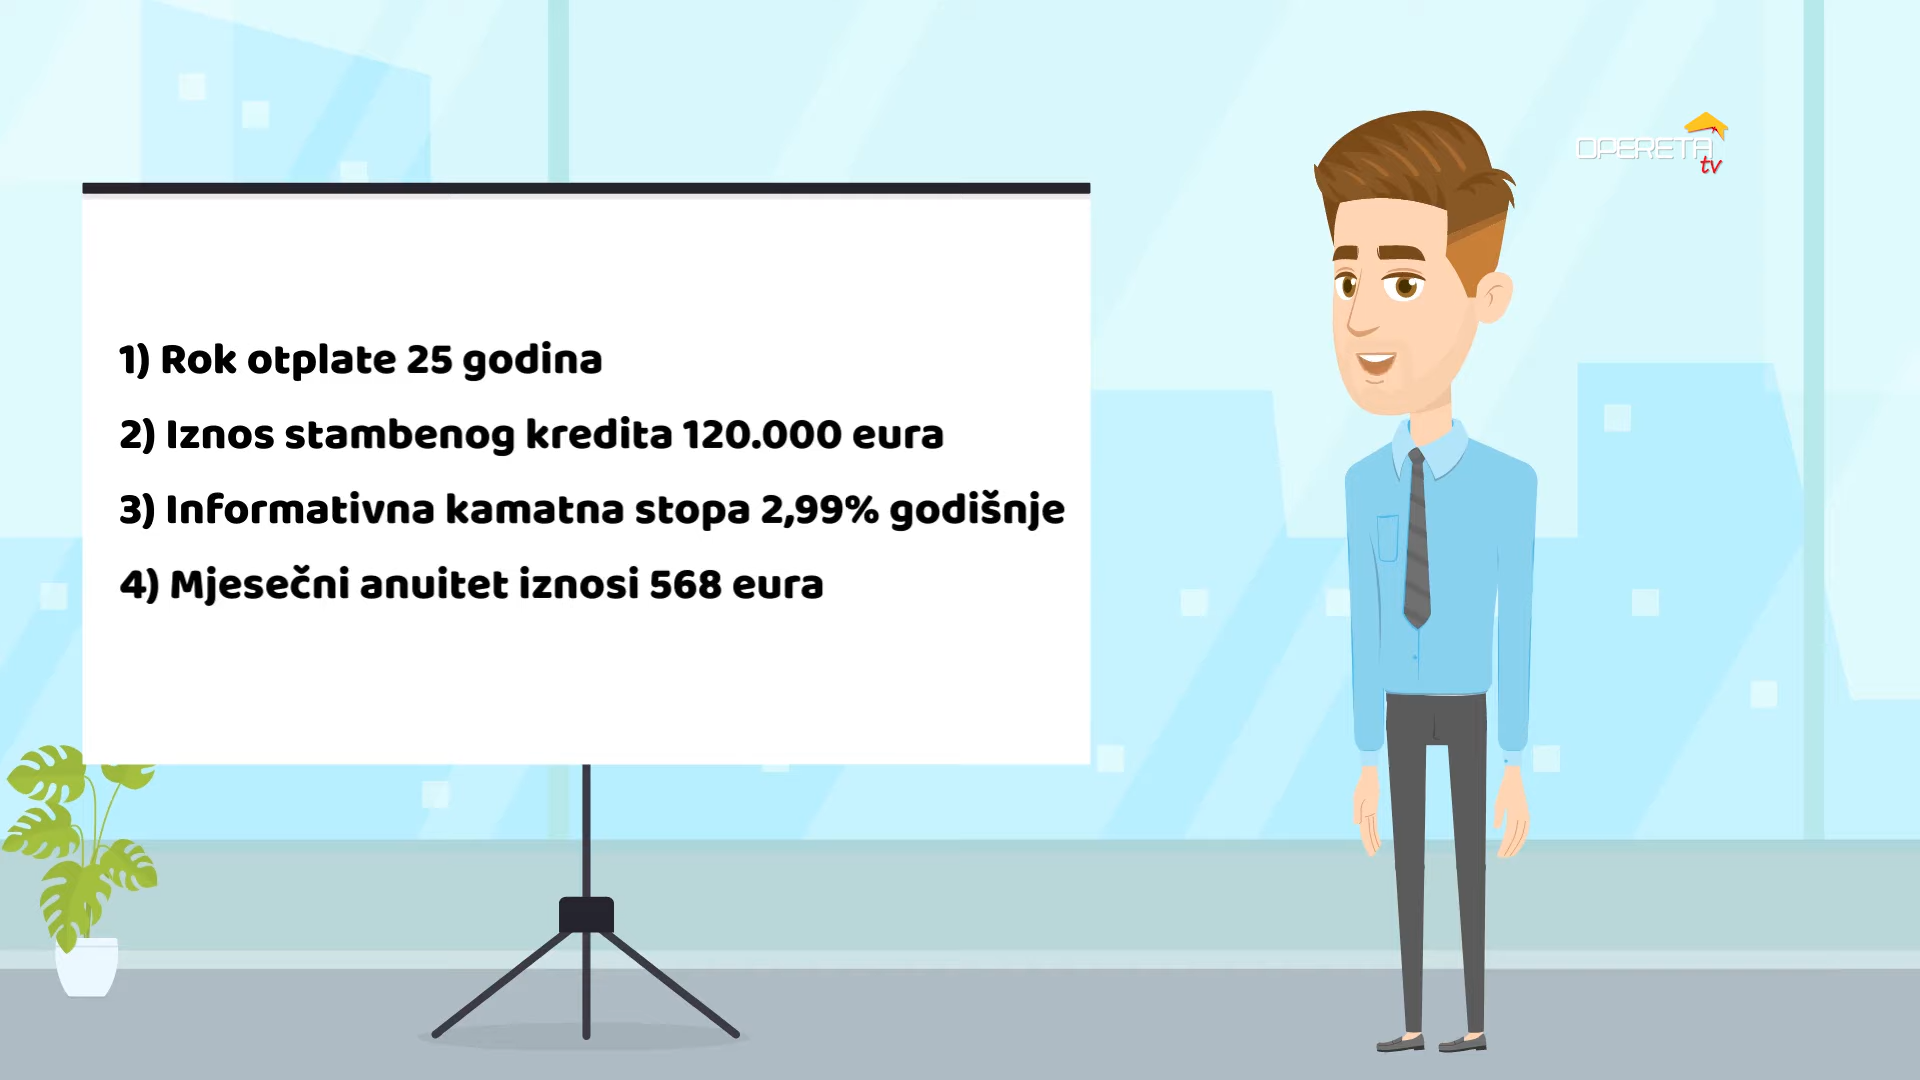 OPERETA
tv
1) Rok otplate 25 godina
2) Iznos stambenog kredita 120.000 eura
3) Informativna kamatna stopa 2,99% godišnje
4) Mjesečni anuitet iznosi 568 eura